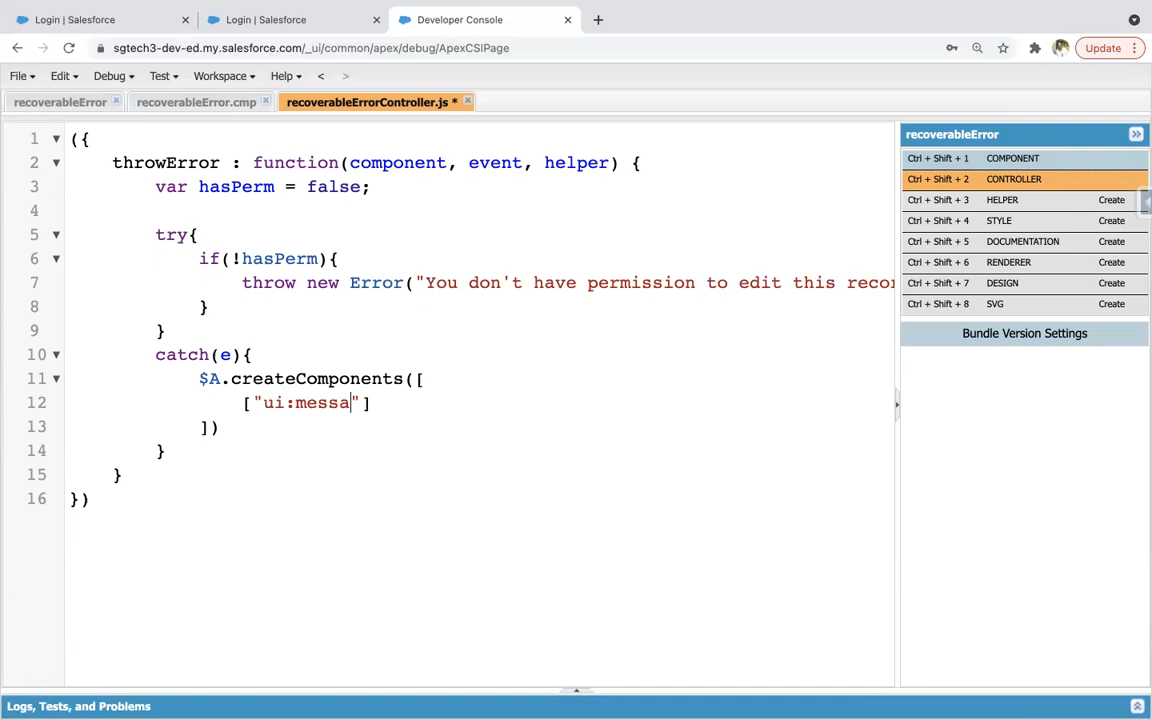 Login | Salesforce
Login | Salesforce
Developer Console
sgtech3-dev-ed.my.salesforce.com/_ui/common/apex/debug/ApexCSIPage
Update
File Edit Debug Test Workspace Help < >
recoverableError recoverableError.cmp recoverableErrorController.js *
1 ({
2 throwError : function(component, event, helper) {
3 var hasPerm = false;
4
5 try{
6 if(!hasPerm){
7 throw new Error("You don't have permission to edit this recor
8 }
9 }
10 catch(e){
11 $A.createComponents([
12 ["ui:messa"]
13 ])
14 }
15 }
16 })
recoverableError
Ctrl + Shift + 1 COMPONENT
Ctrl + Shift + 2 CONTROLLER
Ctrl + Shift + 3 HELPER Create
Ctrl + Shift + 4 STYLE Create
Ctrl + Shift + 5 DOCUMENTATION Create
Ctrl + Shift + 6 RENDERER Create
Ctrl + Shift + 7 DESIGN Create
Ctrl + Shift + 8 SVG Create
Bundle Version Settings
Logs, Tests, and Problems